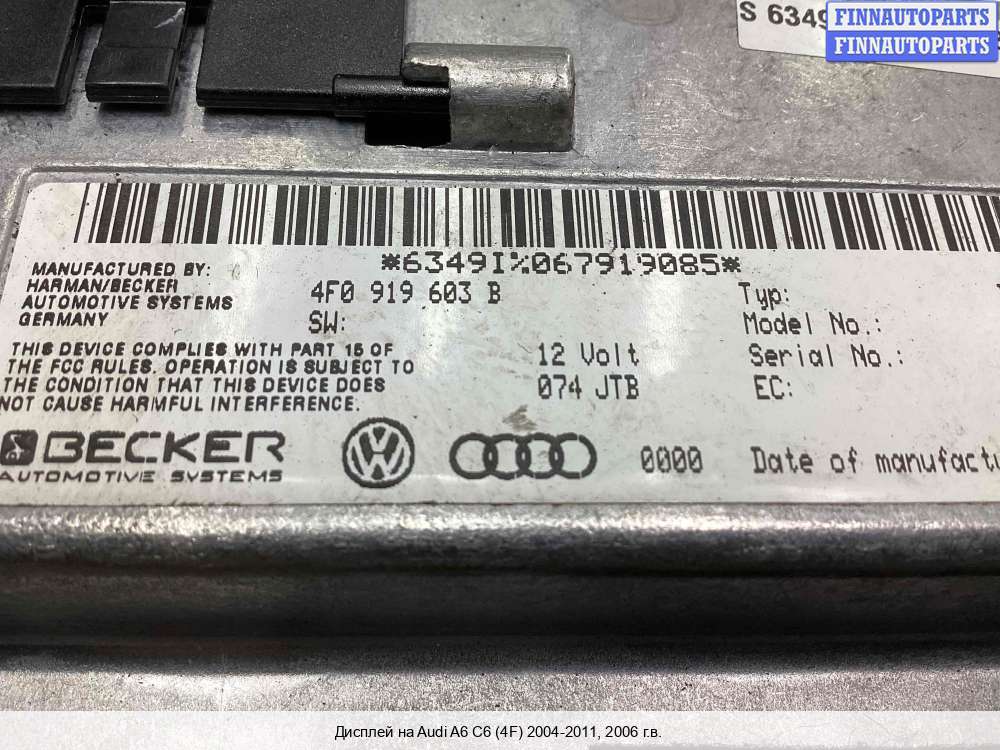 S 6349
FINNAUTOPARTS
FINNAUTOPARTS
*6349I%067919085*
MANUFACTURED BY:
HARMAN/BECKER
AUTOMOTIVE SYSTEMS
GERMANY
4F0 919 603 B
SW:
Typ:
Model No.:
THIS DEVICE COMPLIES WITH PART 15 OF
THE FCC RULES. OPERATION IS SUBJECT TO
THE CONDITION THAT THIS DEVICE DOES
NOT CAUSE HARMFUL INTERFERENCE.
12 Volt
074 JTB
Serial No.:
EC:
BECKER
AUTOMOTIVE SYSTEMS
0000
Date of manufactu
Дисплей на Audi A6 C6 (4F) 2004-2011, 2006 г.в.